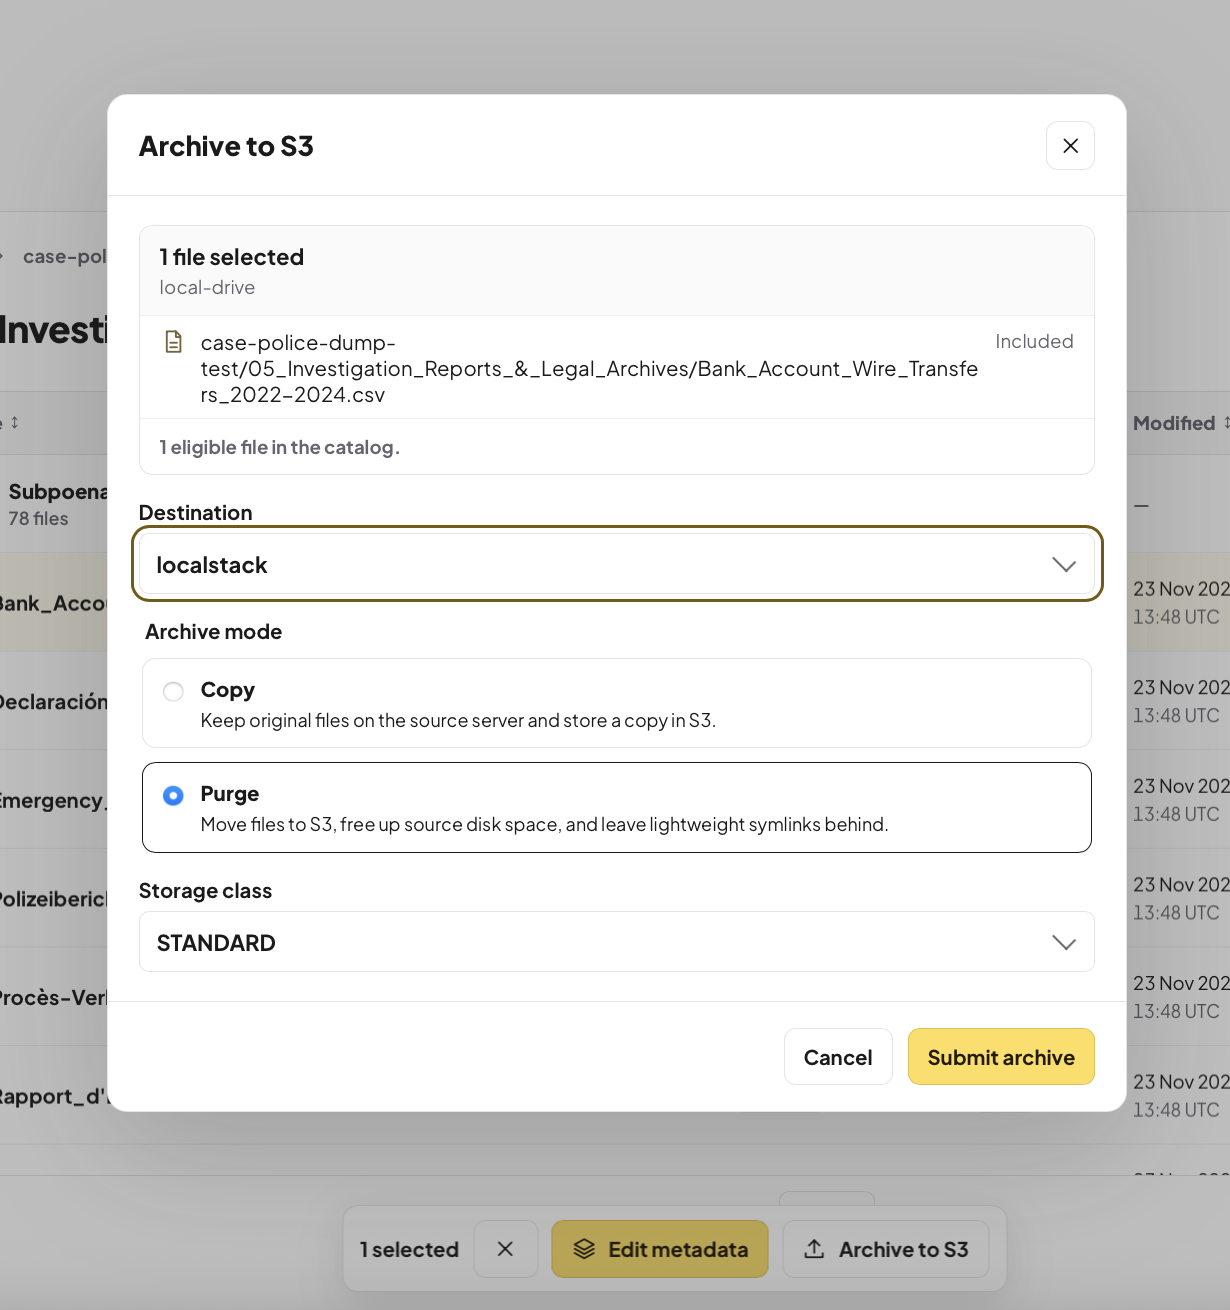 Archive to S3
1 file selected
local-drive
case-police-dump-
test/05_Investigation_Reports_&_Legal_Archives/Bank_Account_Wire_Transfe
rs_2022-2024.csv
Included
1 eligible file in the catalog.
Destination
localstack
Archive mode
Copy
Keep original files on the source server and store a copy in S3.
Purge
Move files to S3, free up source disk space, and leave lightweight symlinks behind.
Storage class
STANDARD
Cancel
Submit archive
case-pol
Investi
Modified
Subpoena
78 files
—
Bank_Accou
23 Nov 202
13:48 UTC
Declaración
23 Nov 202
13:48 UTC
Emergency_
23 Nov 202
13:48 UTC
Polizeiberich
23 Nov 202
13:48 UTC
Procès-Ver
23 Nov 202
13:48 UTC
Rapport_d'
23 Nov 202
13:48 UTC
1 selected
Edit metadata
Archive to S3